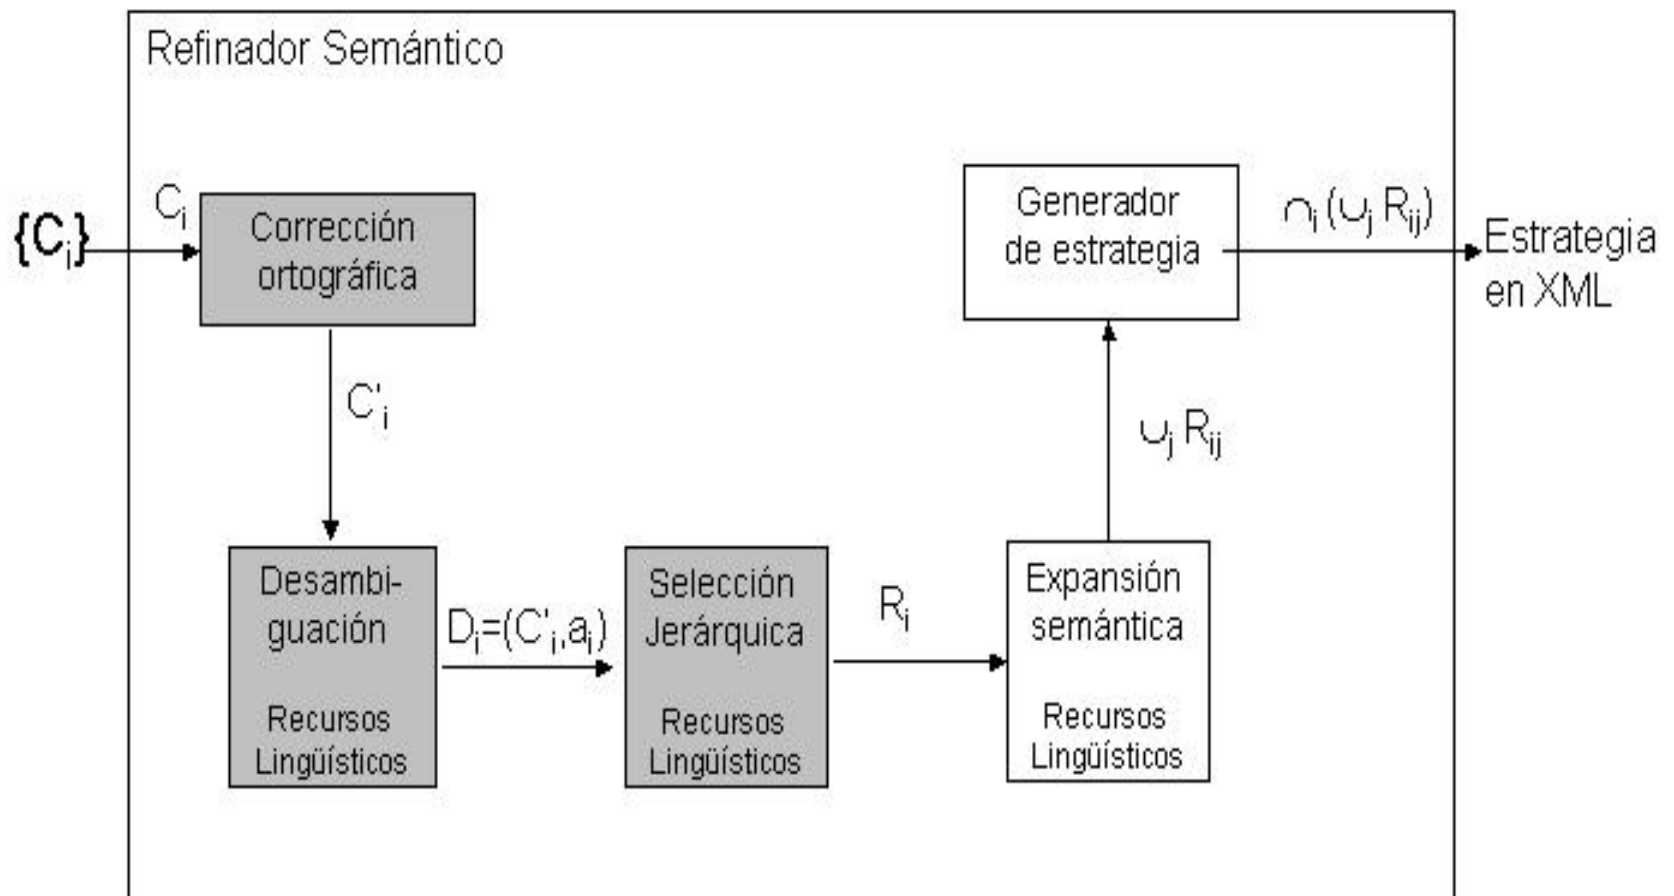 Refinador Semántico
{Cᵢ}
Cᵢ
Corrección
ortográfica
C'ᵢ
Desambi-
guación
Recursos
Lingüísticos
Dᵢ=(C'ᵢ,aᵢ)
Selección
Jerárquica
Recursos
Lingüísticos
Rᵢ
Expansión
semántica
Recursos
Lingüísticos
∪ⱼ Rᵢⱼ
Generador
de estrategia
∩ᵢ (∪ⱼ Rᵢⱼ)
Estrategia
en XML